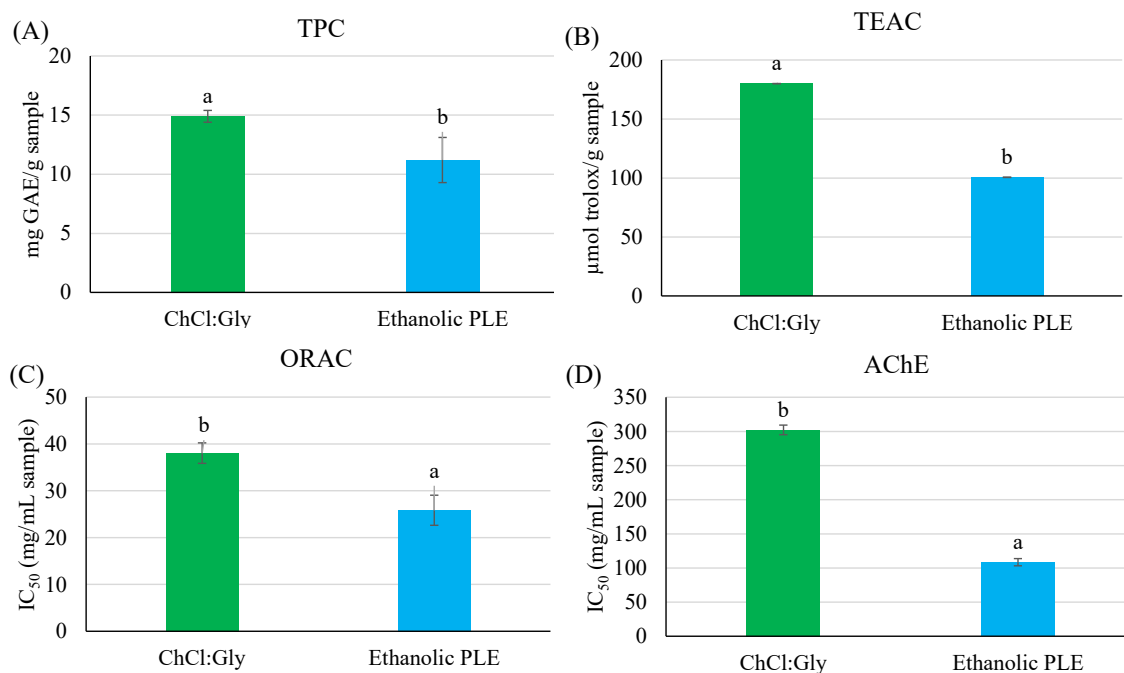 (A)
TPC
mg GAE/g sample
20
15
10
5
0
a
b
ChCl:Gly
Ethanolic PLE
(B)
TEAC
μmol trolox/g sample
200
150
100
50
0
a
b
ChCl:Gly
Ethanolic PLE
(C)
ORAC
IC₅₀ (mg/mL sample)
50
40
30
20
10
0
b
a
ChCl:Gly
Ethanolic PLE
(D)
AChE
IC₅₀ (mg/mL sample)
350
300
250
200
150
100
50
0
b
a
ChCl:Gly
Ethanolic PLE